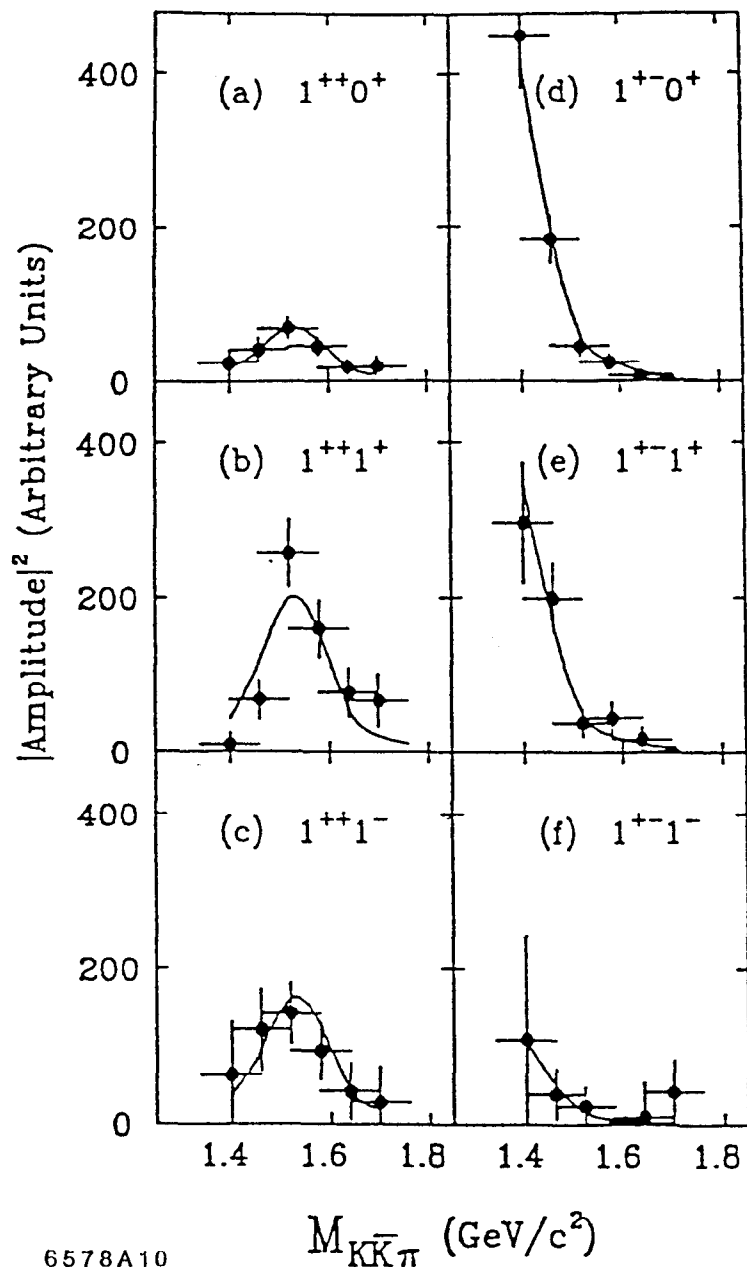 |Amplitude|² (Arbitrary Units)
400
200
0
(a) 1⁺⁺0⁺
(d) 1⁺⁻0⁺
400
200
0
(b) 1⁺⁺1⁺
(e) 1⁺⁻1⁺
400
200
0
(c) 1⁺⁺1⁻
(f) 1⁺⁻1⁻
1.4 1.6 1.8 1.4 1.6 1.8
M_KK̅π (GeV/c²)
6578A10